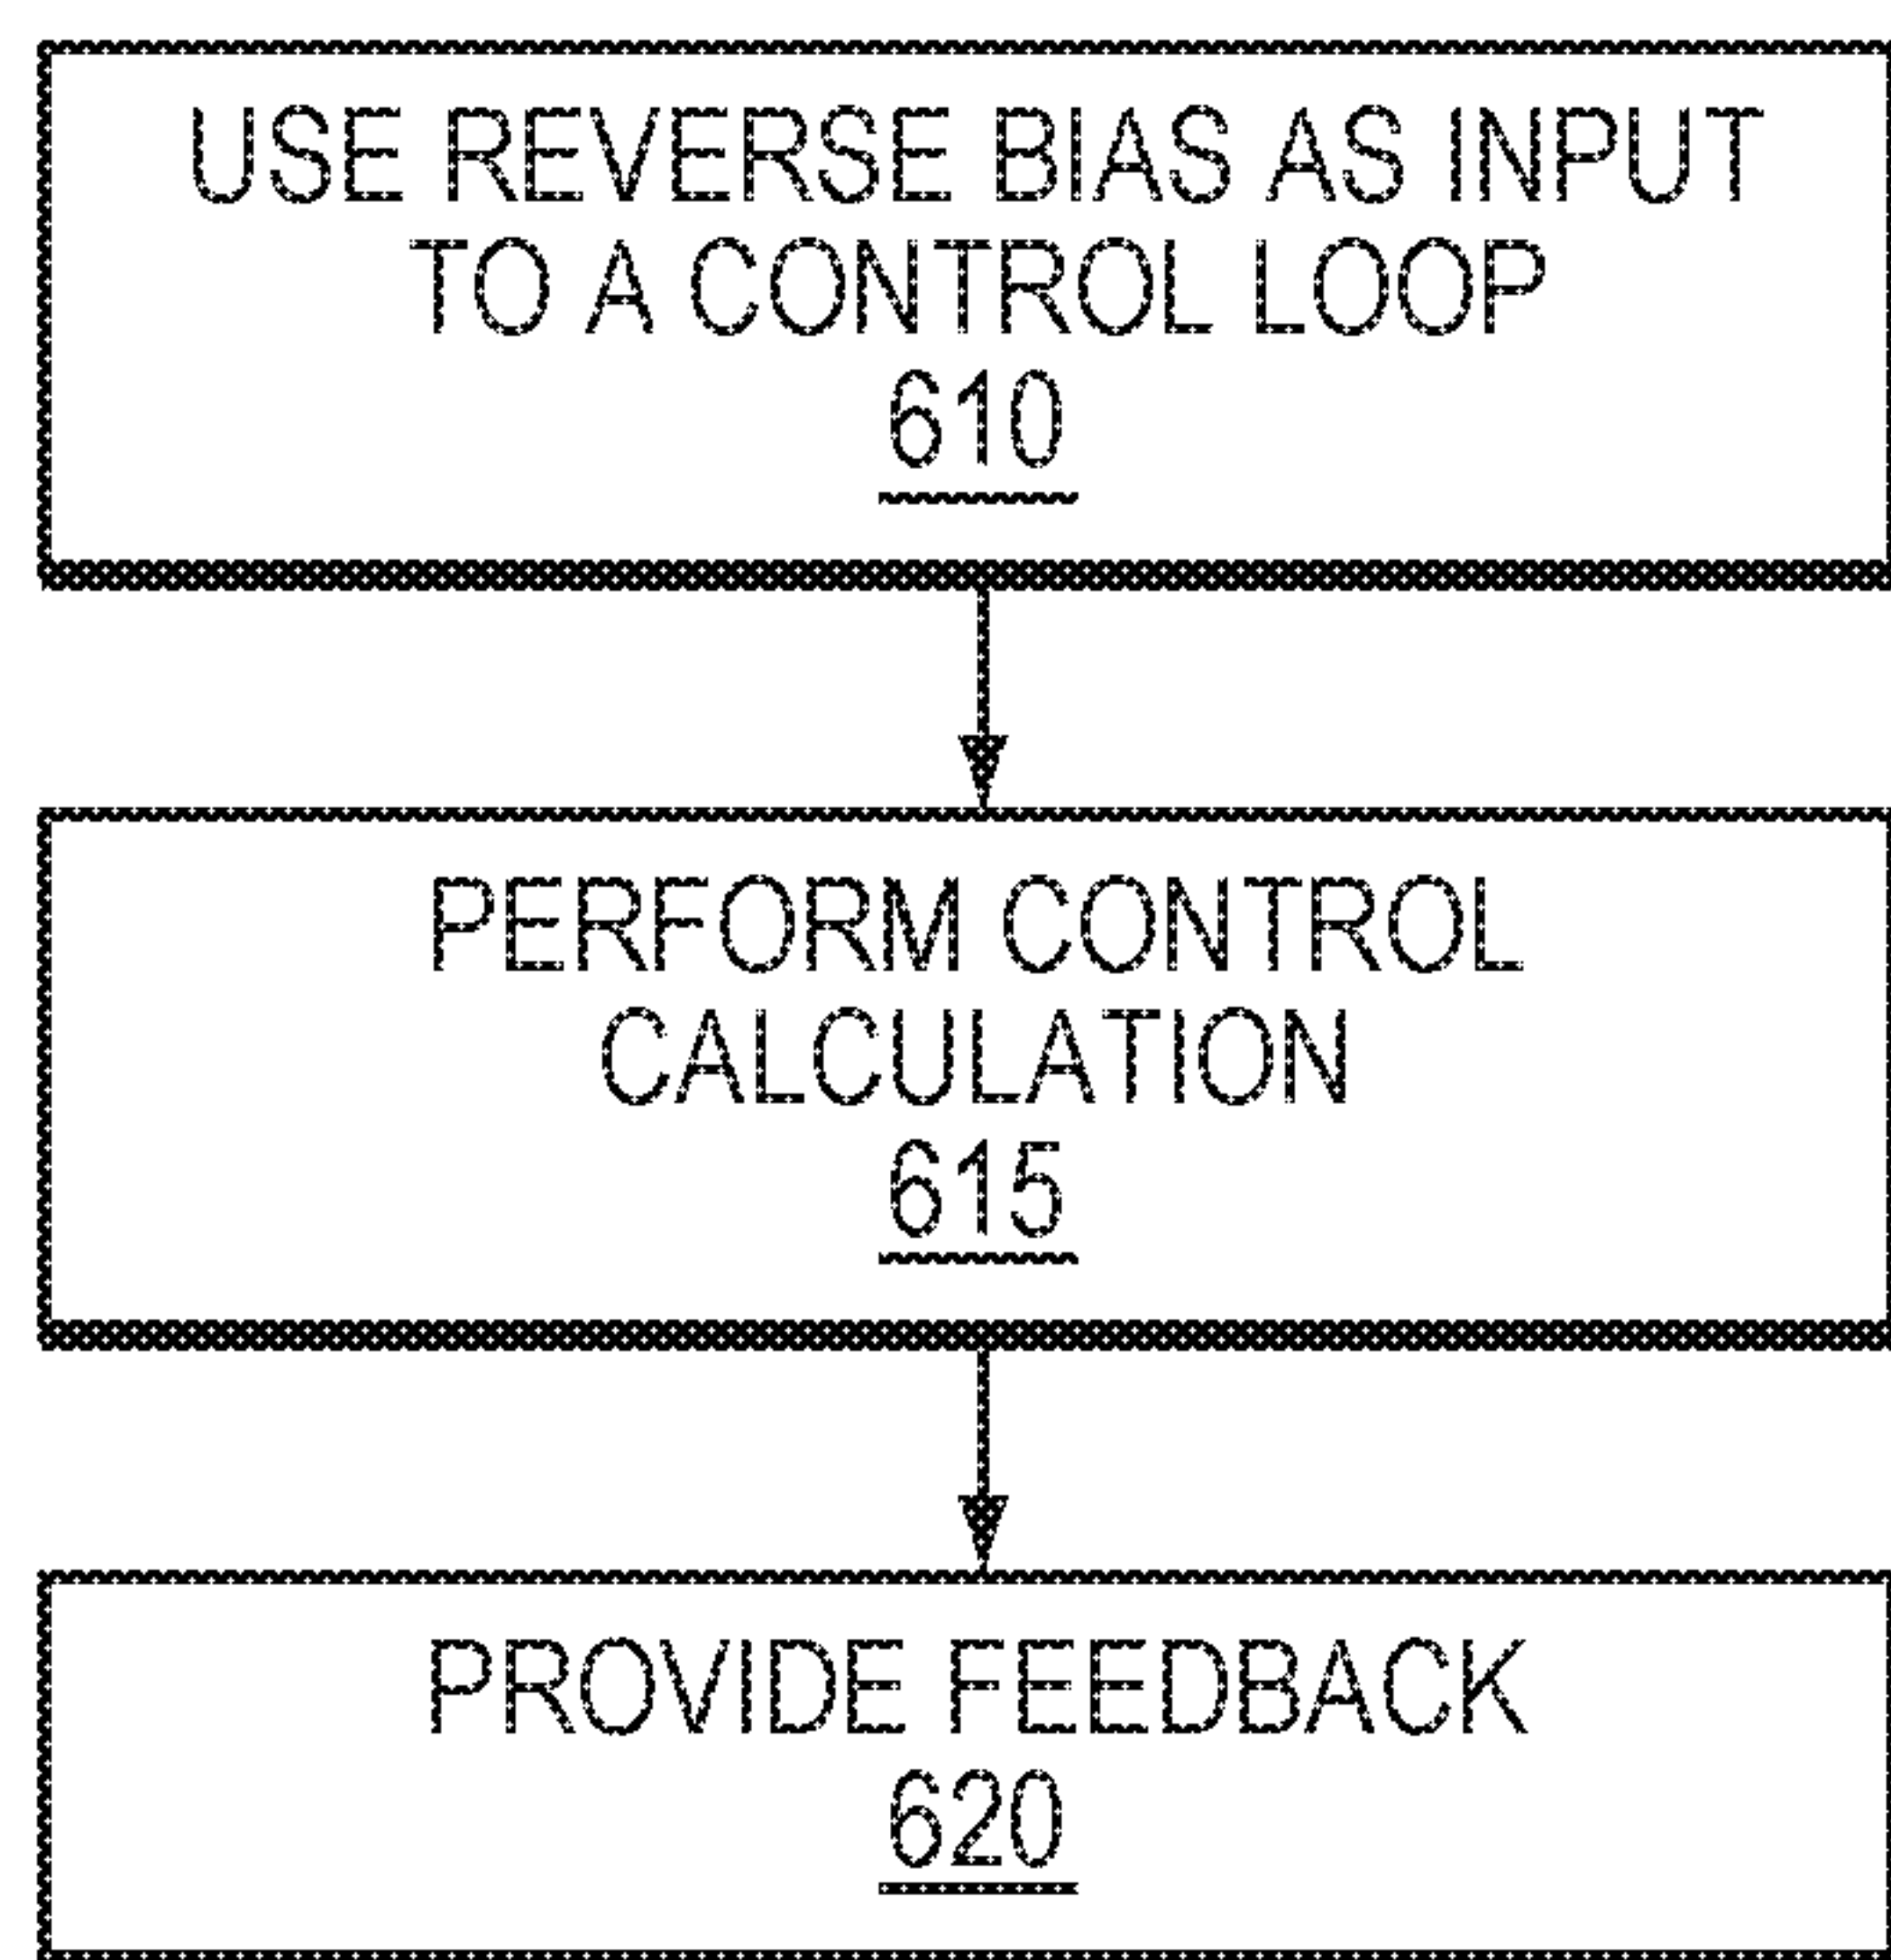 USE REVERSE BIAS AS INPUT
TO A CONTROL LOOP
610
PERFORM CONTROL
CALCULATION
615
PROVIDE FEEDBACK
620